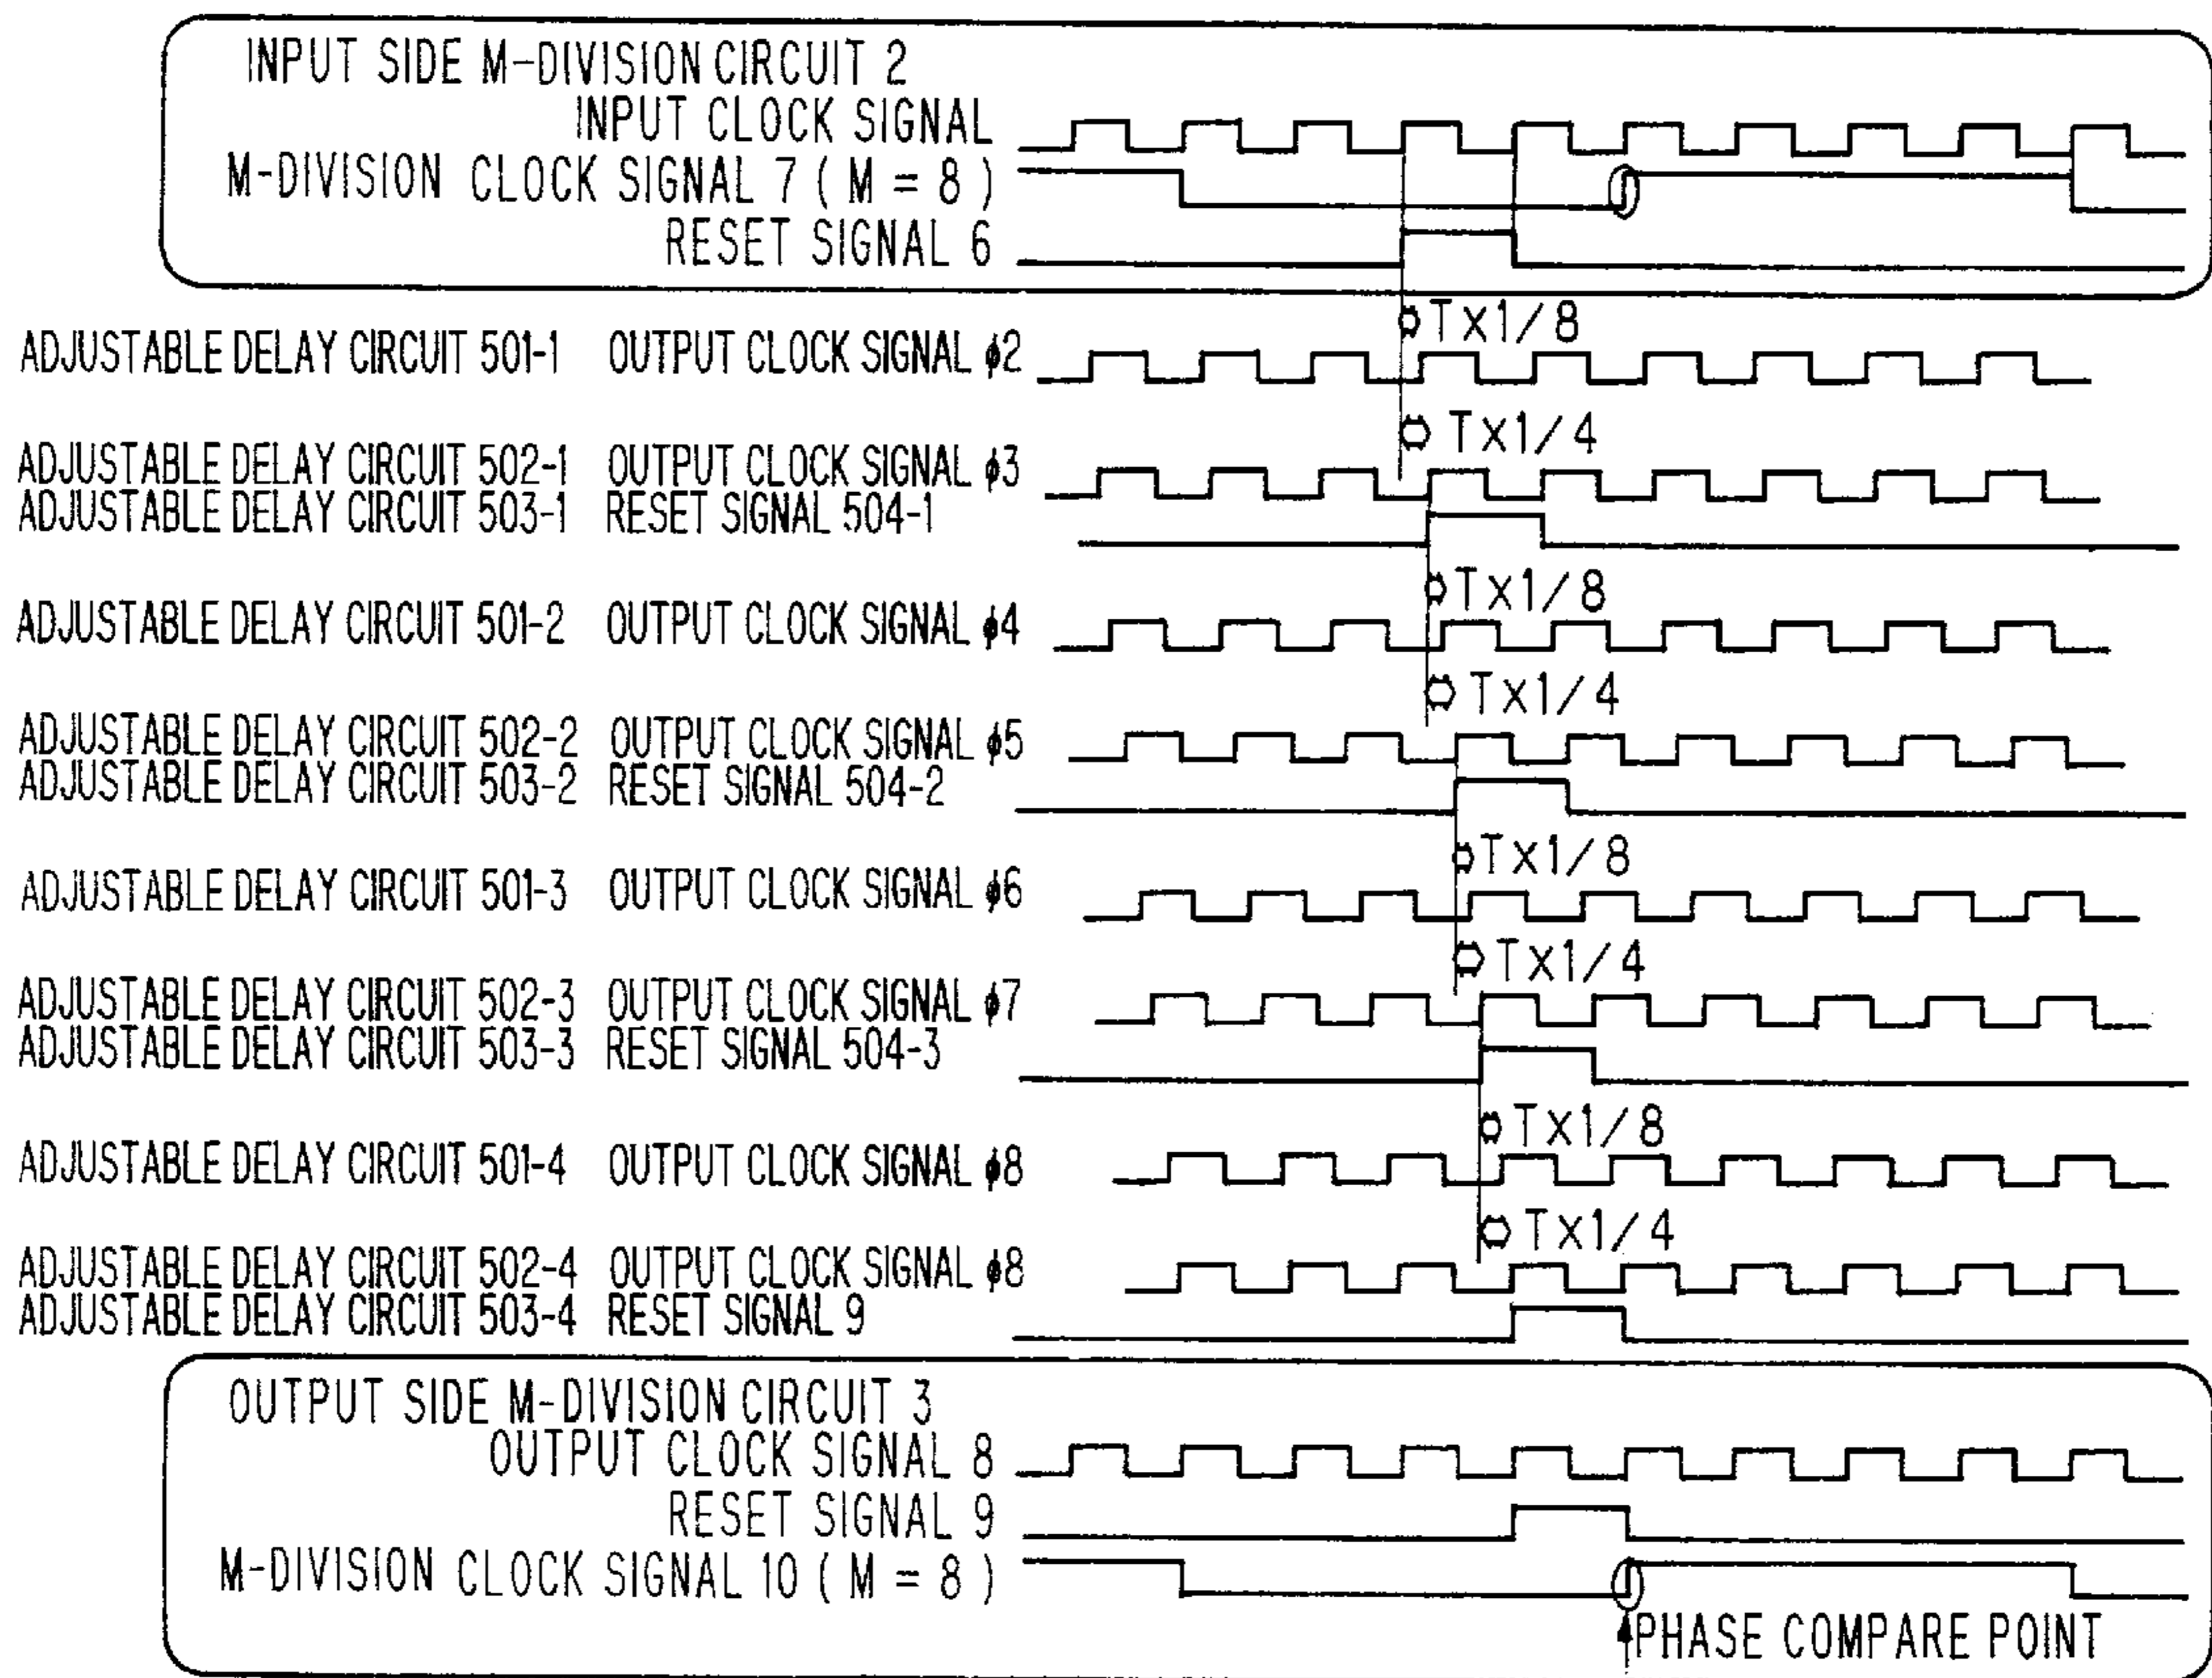 INPUT SIDE M-DIVISION CIRCUIT 2
INPUT CLOCK SIGNAL
M-DIVISION CLOCK SIGNAL 7 ( M = 8 )
RESET SIGNAL 6
Tx1/8
ADJUSTABLE DELAY CIRCUIT 501-1 OUTPUT CLOCK SIGNAL ϕ2
Tx1/4
ADJUSTABLE DELAY CIRCUIT 502-1 OUTPUT CLOCK SIGNAL ϕ3
ADJUSTABLE DELAY CIRCUIT 503-1 RESET SIGNAL 504-1
Tx1/8
ADJUSTABLE DELAY CIRCUIT 501-2 OUTPUT CLOCK SIGNAL ϕ4
Tx1/4
ADJUSTABLE DELAY CIRCUIT 502-2 OUTPUT CLOCK SIGNAL ϕ5
ADJUSTABLE DELAY CIRCUIT 503-2 RESET SIGNAL 504-2
Tx1/8
ADJUSTABLE DELAY CIRCUIT 501-3 OUTPUT CLOCK SIGNAL ϕ6
Tx1/4
ADJUSTABLE DELAY CIRCUIT 502-3 OUTPUT CLOCK SIGNAL ϕ7
ADJUSTABLE DELAY CIRCUIT 503-3 RESET SIGNAL 504-3
Tx1/8
ADJUSTABLE DELAY CIRCUIT 501-4 OUTPUT CLOCK SIGNAL ϕ8
Tx1/4
ADJUSTABLE DELAY CIRCUIT 502-4 OUTPUT CLOCK SIGNAL ϕ8
ADJUSTABLE DELAY CIRCUIT 503-4 RESET SIGNAL 9
OUTPUT SIDE M-DIVISION CIRCUIT 3
OUTPUT CLOCK SIGNAL 8
RESET SIGNAL 9
M-DIVISION CLOCK SIGNAL 10 ( M = 8 )
PHASE COMPARE POINT